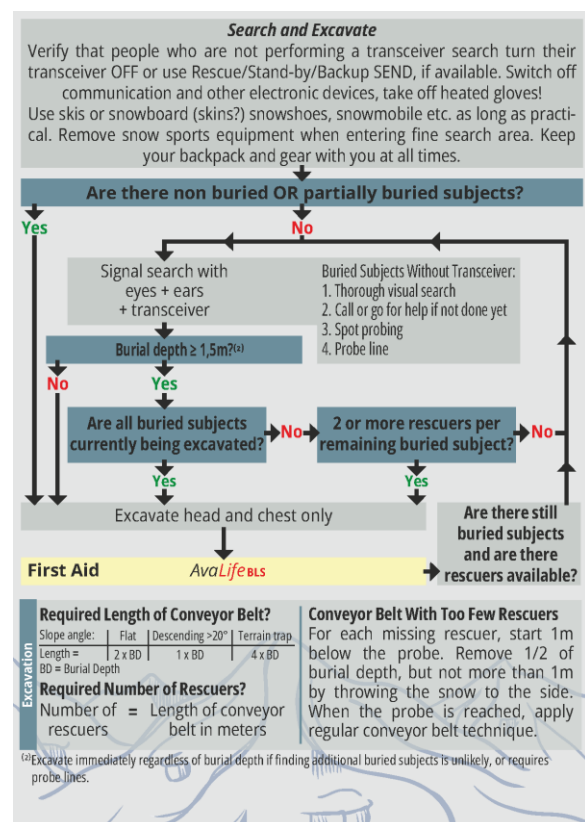 Search and Excavate
Verify that people who are not performing a transceiver search turn their
transceiver OFF or use Rescue/Stand-by/Backup SEND, if available. Switch off
communication and other electronic devices, take off heated gloves!
Use skis or snowboard (skins?) snowshoes, snowmobile etc. as long as practi-
cal. Remove snow sports equipment when entering fine search area. Keep
your backpack and gear with you at all times.
Are there non buried OR partially buried subjects?
Yes
No
Signal search with
eyes + ears
+ transceiver
Buried Subjects Without Transceiver:
1. Thorough visual search
2. Call or go for help if not done yet
3. Spot probing
4. Probe line
Burial depth ≥ 1,5m?(2)
No
Yes
Are all buried subjects
currently being excavated?
No
2 or more rescuers per
remaining buried subject?
No
Yes
Yes
Excavate head and chest only
Are there still
buried subjects
and are there
rescuers available?
First Aid
AvaLife BLS
Excavation
Required Length of Conveyor Belt?
Slope angle: Flat Descending >20° Terrain trap
Length = 2 x BD 1 x BD 4 x BD
BD = Burial Depth
Required Number of Rescuers?
Number of = Length of conveyor
rescuers belt in meters
Conveyor Belt With Too Few Rescuers
For each missing rescuer, start 1m
below the probe. Remove 1/2 of
burial depth, but not more than 1m
by throwing the snow to the side.
When the probe is reached, apply
regular conveyor belt technique.
(2)Excavate immediately regardless of burial depth if finding additional buried subjects is unlikely, or requires
probe lines.